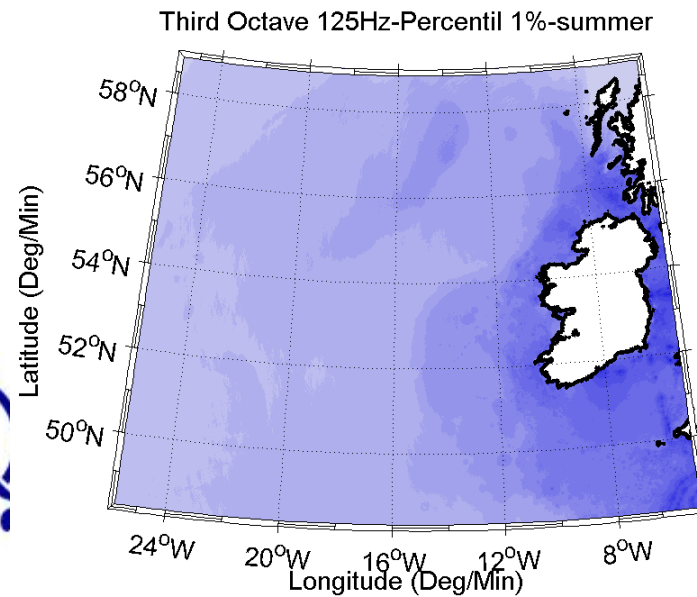 Third Octave 125Hz-Percentil 1%-summer
58°N
56°N
54°N
52°N
50°N
Latitude (Deg/Min)
24°W
20°W
16°W
12°W
8°W
Longitude (Deg/Min)